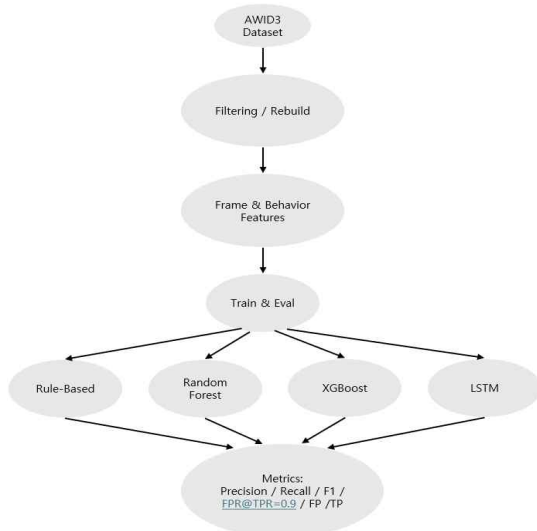 AWID3
Dataset
Filtering / Rebuild
Frame & Behavior
Features
Train & Eval
Rule-Based
Random
Forest
XGBoost
LSTM
Metrics:
Precision / Recall / F1 /
FPR@TPR=0.9 / FP /TP